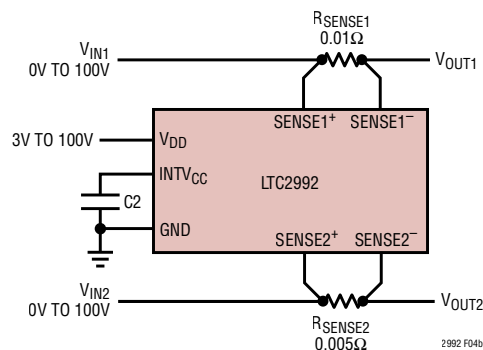 RSENSE1
0.01Ω
VIN1
0V TO 100V
VOUT1
SENSE1+
SENSE1–
3V TO 100V
VDD
INTVCC
LTC2992
C2
GND
SENSE2+
SENSE2–
VIN2
0V TO 100V
VOUT2
RSENSE2
0.005Ω
2992 F04b